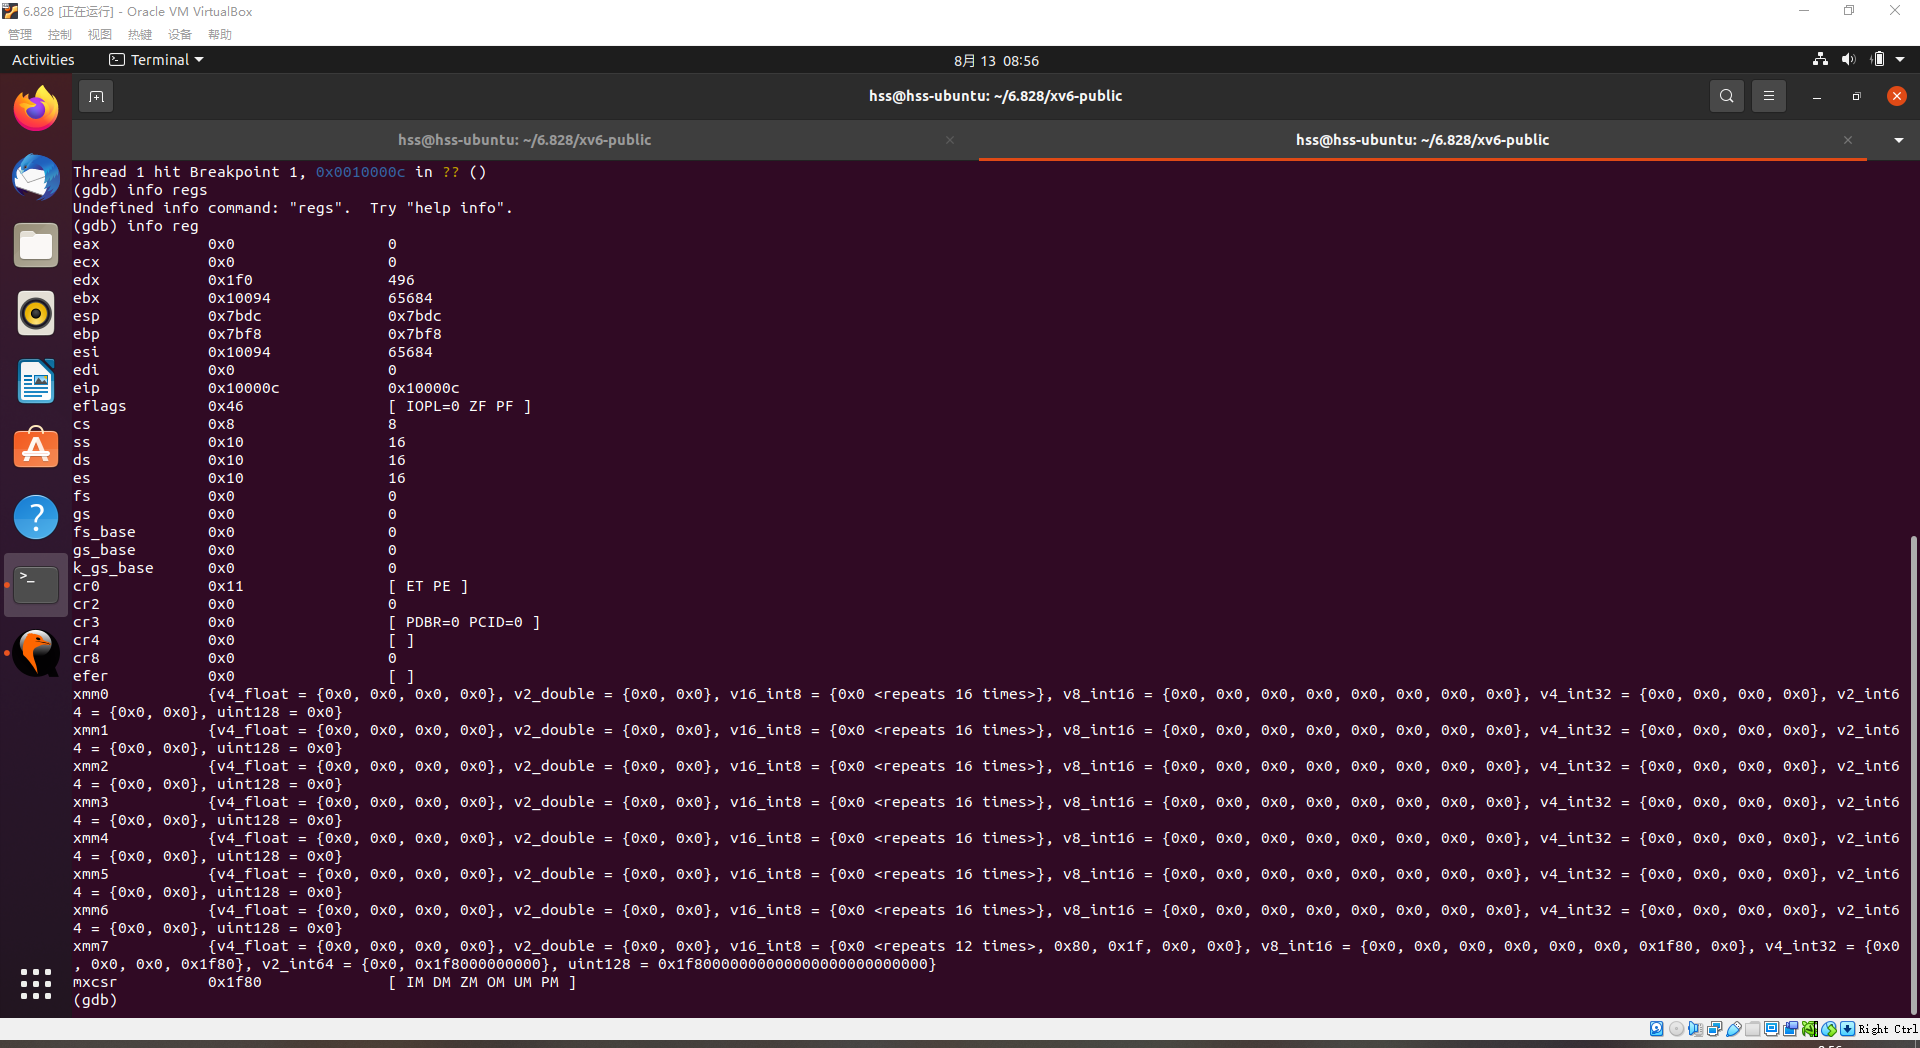 6.828 [正在运行] - Oracle VM VirtualBox
管理 控制 视图 热键 设备 帮助
Activities Terminal 8月 13 08:56
hss@hss-ubuntu: ~/6.828/xv6-public
hss@hss-ubuntu: ~/6.828/xv6-public hss@hss-ubuntu: ~/6.828/xv6-public
Thread 1 hit Breakpoint 1, 0x0010000c in ?? ()
(gdb) info regs
Undefined info command: "regs".  Try "help info".
(gdb) info reg
eax 0x0 0
ecx 0x0 0
edx 0x1f0 496
ebx 0x10094 65684
esp 0x7bdc 0x7bdc
ebp 0x7bf8 0x7bf8
esi 0x10094 65684
edi 0x0 0
eip 0x10000c 0x10000c
eflags 0x46 [ IOPL=0 ZF PF ]
cs 0x8 8
ss 0x10 16
ds 0x10 16
es 0x10 16
fs 0x0 0
gs 0x0 0
fs_base 0x0 0
gs_base 0x0 0
k_gs_base 0x0 0
cr0 0x11 [ ET PE ]
cr2 0x0 0
cr3 0x0 [ PDBR=0 PCID=0 ]
cr4 0x0 [ ]
cr8 0x0 0
efer 0x0 [ ]
xmm0 {v4_float = {0x0, 0x0, 0x0, 0x0}, v2_double = {0x0, 0x0}, v16_int8 = {0x0 <repeats 16 times>}, v8_int16 = {0x0, 0x0, 0x0, 0x0, 0x0, 0x0, 0x0, 0x0}, v4_int32 = {0x0, 0x0, 0x0, 0x0}, v2_int6
4 = {0x0, 0x0}, uint128 = 0x0}
xmm1 {v4_float = {0x0, 0x0, 0x0, 0x0}, v2_double = {0x0, 0x0}, v16_int8 = {0x0 <repeats 16 times>}, v8_int16 = {0x0, 0x0, 0x0, 0x0, 0x0, 0x0, 0x0, 0x0}, v4_int32 = {0x0, 0x0, 0x0, 0x0}, v2_int6
4 = {0x0, 0x0}, uint128 = 0x0}
xmm2 {v4_float = {0x0, 0x0, 0x0, 0x0}, v2_double = {0x0, 0x0}, v16_int8 = {0x0 <repeats 16 times>}, v8_int16 = {0x0, 0x0, 0x0, 0x0, 0x0, 0x0, 0x0, 0x0}, v4_int32 = {0x0, 0x0, 0x0, 0x0}, v2_int6
4 = {0x0, 0x0}, uint128 = 0x0}
xmm3 {v4_float = {0x0, 0x0, 0x0, 0x0}, v2_double = {0x0, 0x0}, v16_int8 = {0x0 <repeats 16 times>}, v8_int16 = {0x0, 0x0, 0x0, 0x0, 0x0, 0x0, 0x0, 0x0}, v4_int32 = {0x0, 0x0, 0x0, 0x0}, v2_int6
4 = {0x0, 0x0}, uint128 = 0x0}
xmm4 {v4_float = {0x0, 0x0, 0x0, 0x0}, v2_double = {0x0, 0x0}, v16_int8 = {0x0 <repeats 16 times>}, v8_int16 = {0x0, 0x0, 0x0, 0x0, 0x0, 0x0, 0x0, 0x0}, v4_int32 = {0x0, 0x0, 0x0, 0x0}, v2_int6
4 = {0x0, 0x0}, uint128 = 0x0}
xmm5 {v4_float = {0x0, 0x0, 0x0, 0x0}, v2_double = {0x0, 0x0}, v16_int8 = {0x0 <repeats 16 times>}, v8_int16 = {0x0, 0x0, 0x0, 0x0, 0x0, 0x0, 0x0, 0x0}, v4_int32 = {0x0, 0x0, 0x0, 0x0}, v2_int6
4 = {0x0, 0x0}, uint128 = 0x0}
xmm6 {v4_float = {0x0, 0x0, 0x0, 0x0}, v2_double = {0x0, 0x0}, v16_int8 = {0x0 <repeats 16 times>}, v8_int16 = {0x0, 0x0, 0x0, 0x0, 0x0, 0x0, 0x0, 0x0}, v4_int32 = {0x0, 0x0, 0x0, 0x0}, v2_int6
4 = {0x0, 0x0}, uint128 = 0x0}
xmm7 {v4_float = {0x0, 0x0, 0x0, 0x0}, v2_double = {0x0, 0x0}, v16_int8 = {0x0 <repeats 12 times>, 0x80, 0x1f, 0x0, 0x0}, v8_int16 = {0x0, 0x0, 0x0, 0x0, 0x0, 0x0, 0x1f80, 0x0}, v4_int32 = {0x0
, 0x0, 0x0, 0x1f80}, v2_int64 = {0x0, 0x1f8000000000}, uint128 = 0x1f80000000000000000000000000}
mxcsr 0x1f80 [ IM DM ZM OM UM PM ]
(gdb)
Right Ctrl